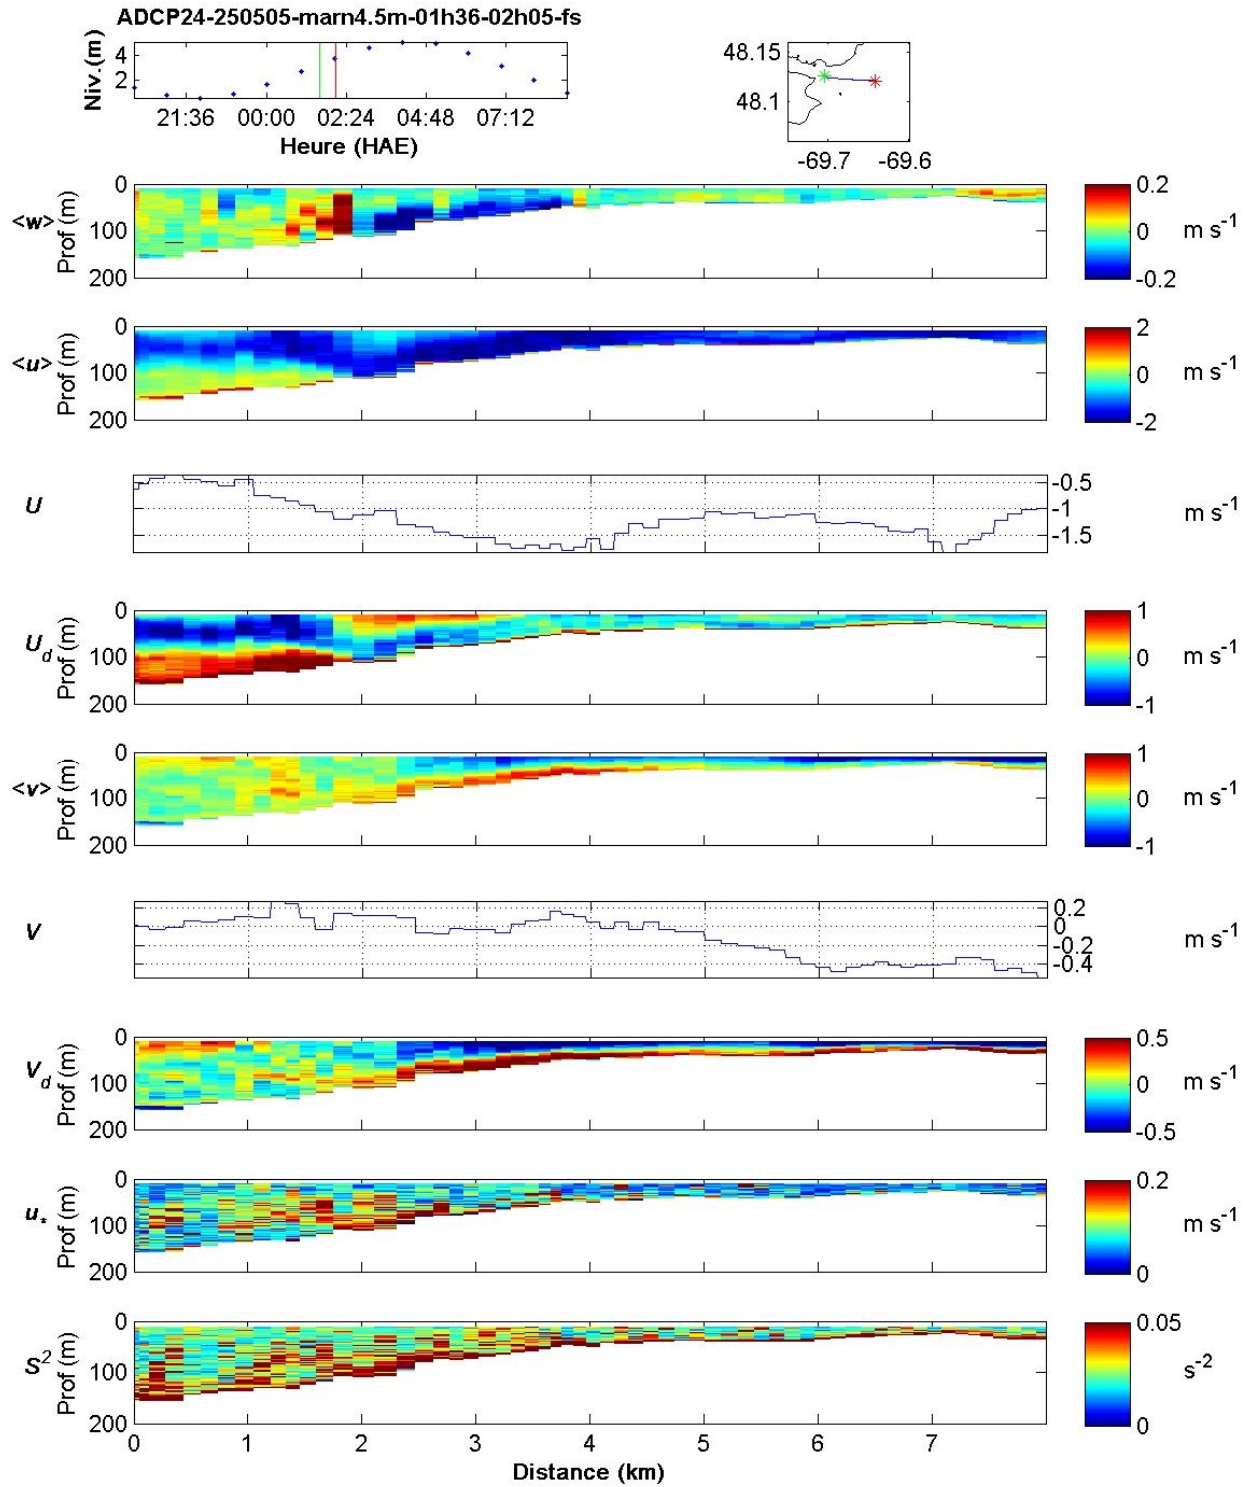 ADCP24-250505-marn4.5m-01h36-02h05-fs
Niv.(m)
4
2
21:36 00:00 02:24 04:48 07:12
Heure (HAE)
48.15
48.1
-69.7 -69.6
<w>
Prof (m)
0
100
200
0.2
0
-0.2
m s-1
<u>
Prof (m)
0
100
200
2
0
-2
m s-1
U
-0.5
-1
-1.5
m s-1
Ud
Prof (m)
0
100
200
1
0
-1
m s-1
<v>
Prof (m)
0
100
200
1
0
-1
m s-1
V
0.2
0
-0.2
-0.4
m s-1
Vd
Prof (m)
0
100
200
0.5
0
-0.5
m s-1
u*
Prof (m)
0
100
200
0.2
0
m s-1
S2
Prof (m)
0
100
200
0.05
0
s-2
0 1 2 3 4 5 6 7
Distance (km)